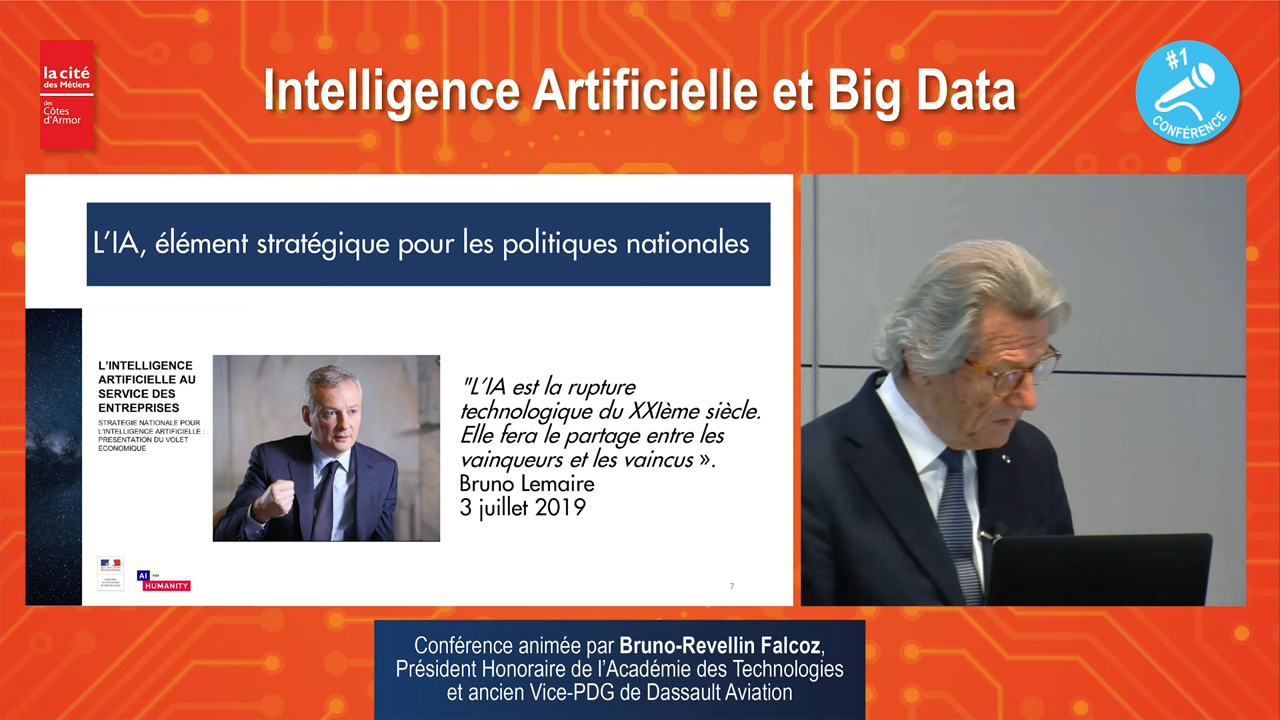 la cité
des Métiers
des
Côtes
d'Armor
Intelligence Artificielle et Big Data
#1
CONFÉRENCE
L'IA, élément stratégique pour les politiques nationales
L'INTELLIGENCE
ARTIFICIELLE AU
SERVICE DES
ENTREPRISES
STRATEGIE NATIONALE POUR
L'INTELLIGENCE ARTIFICIELLE :
PRESENTATION DU VOLET
ECONOMIQUE
"L'IA est la rupture
technologique du XXIème siècle.
Elle fera le partage entre les
vainqueurs et les vaincus ».
Bruno Lemaire
3 juillet 2019
AI
HUMANITY
7
Conférence animée par Bruno-Revellin Falcoz,
Président Honoraire de l'Académie des Technologies
et ancien Vice-PDG de Dassault Aviation